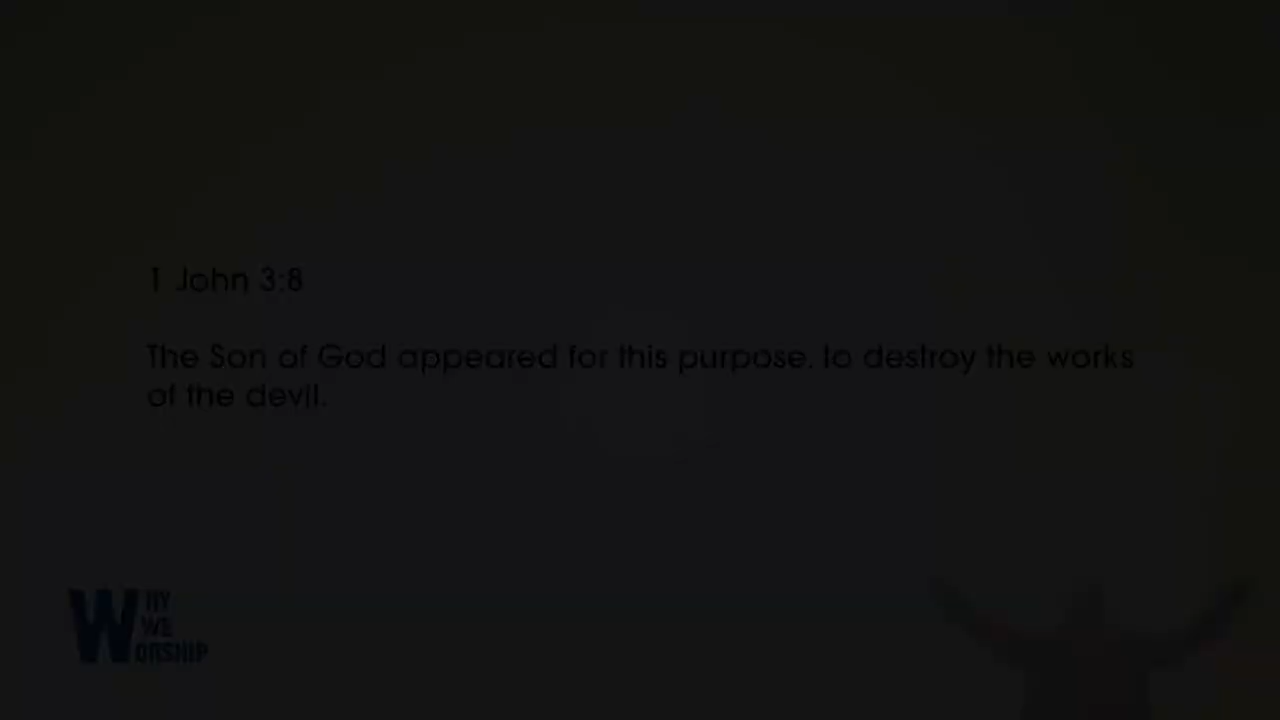 1 John 3:8
The Son of God appeared for this purpose, to destroy the works
of the devil.
WHY
WE
WORSHIP